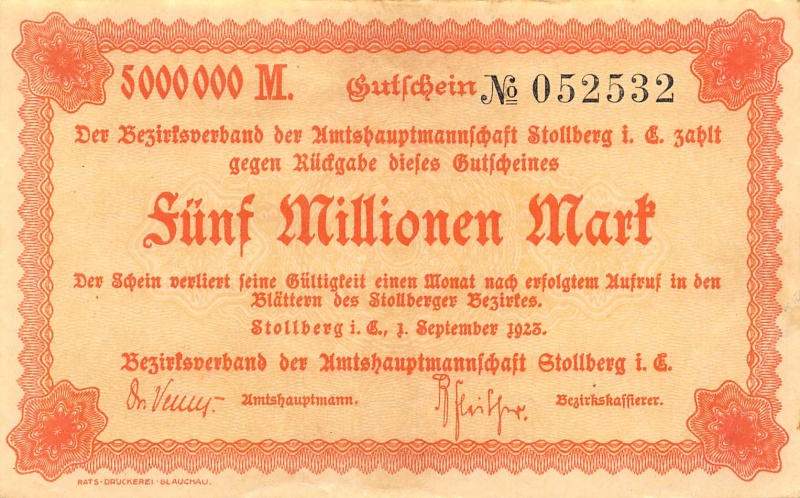 5000000 M. Gutschein № 052532
Der Bezirksverband der Amtshauptmannschaft Stollberg i. E. zahlt
gegen Rückgabe dieses Gutscheines
Fünf Millionen Mark
Der Schein verliert seine Gültigkeit einen Monat nach erfolgtem Aufruf in den
Blättern des Stollberger Bezirkes.
Stollberg i. E., 1. September 1923.
Bezirksverband der Amtshauptmannschaft Stollberg i. E.
Amtshauptmann. Bezirkskassierer.
RATS-DRUCKEREI-GLAUCHAU.